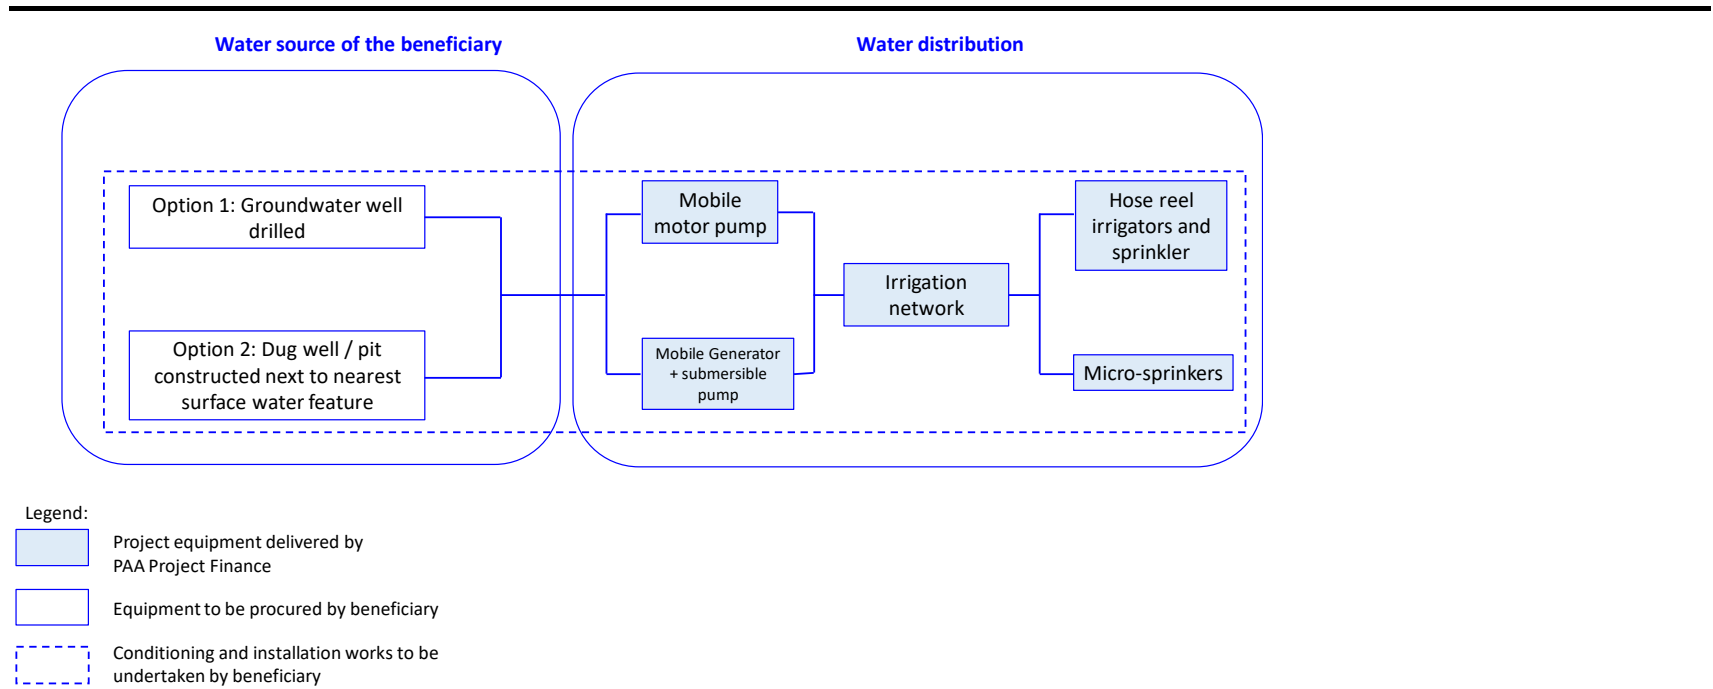 Water source of the beneficiary
Water distribution
Option 1: Groundwater well
drilled
Option 2: Dug well / pit
constructed next to nearest
surface water feature
Mobile
motor pump
Mobile Generator
+ submersible
pump
Irrigation
network
Hose reel
irrigators and
sprinkler
Micro-sprinkers
Legend:
Project equipment delivered by
PAA Project Finance
Equipment to be procured by beneficiary
Conditioning and installation works to be
undertaken by beneficiary